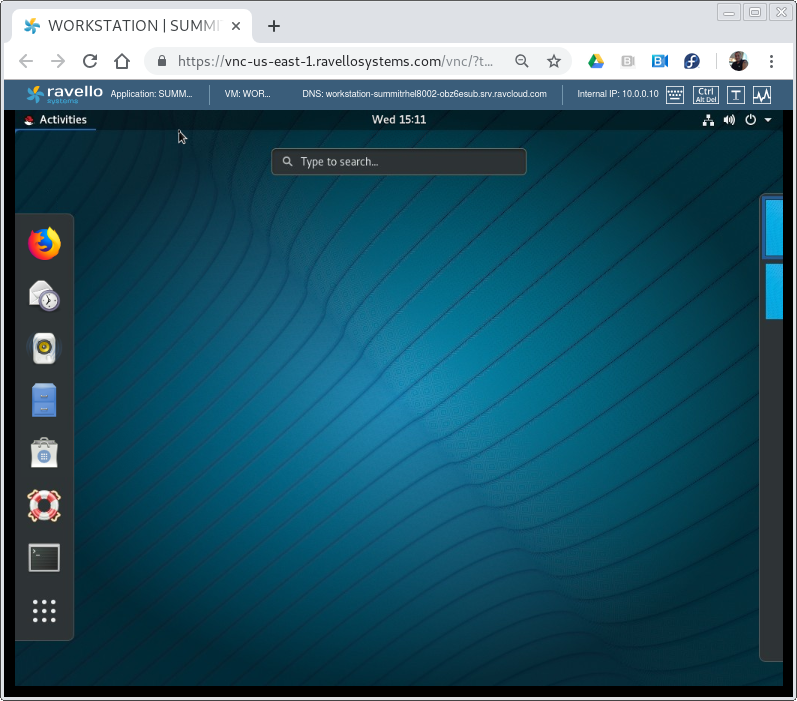 WORKSTATION | SUMMI
https://vnc-us-east-1.ravellosystems.com/vnc/?t...
ravello
systems
Application: SUMM...
VM: WOR...
DNS: workstation-summitrhel8002-obz6esub.srv.ravcloud.com
Internal IP: 10.0.0.10
Ctrl
Alt Del
T
Activities
Wed 15:11
Type to search...